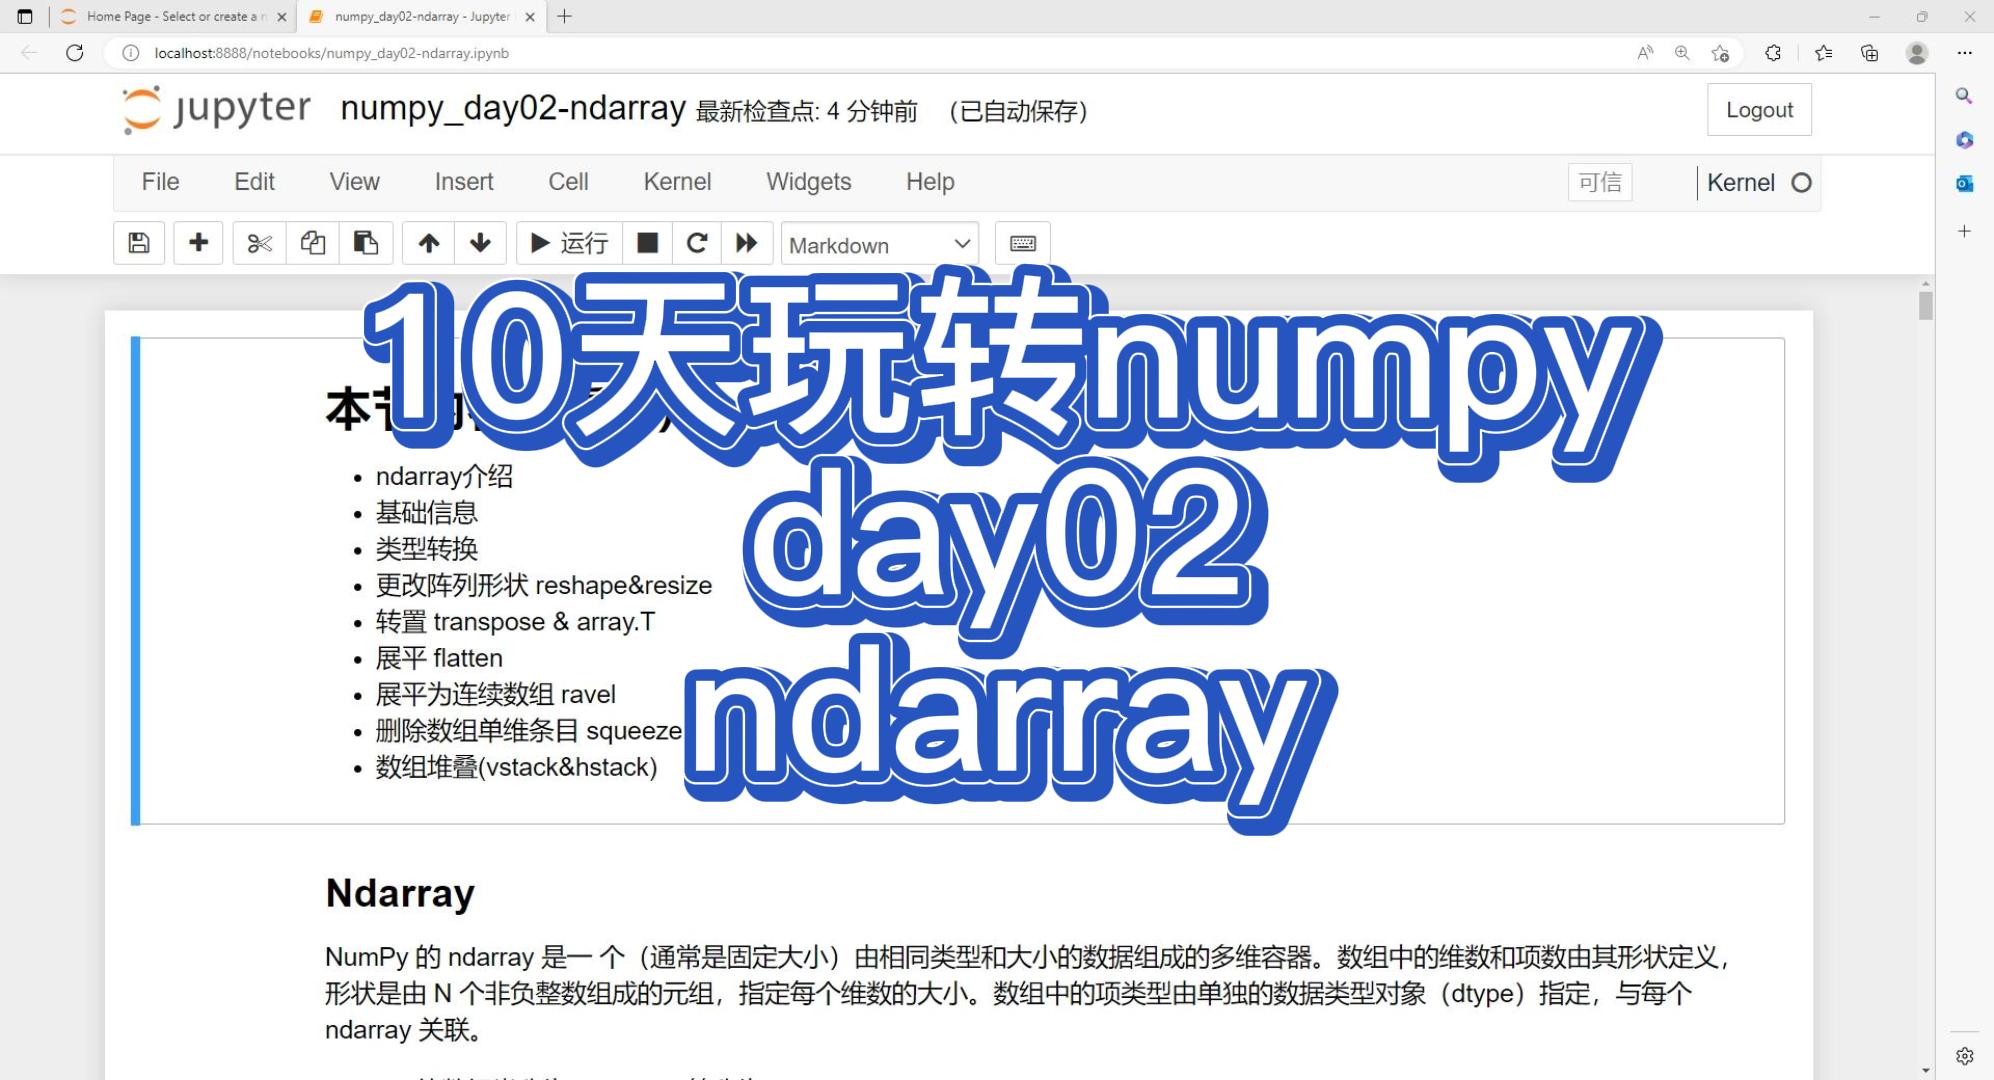 Home Page - Select or create a n
numpy_day02-ndarray - Jupyter
localhost:8888/notebooks/numpy_day02-ndarray.ipynb
jupyter numpy_day02-ndarray 最新检查点: 4 分钟前 （已自动保存）
Logout
File Edit View Insert Cell Kernel Widgets Help 可信 Kernel
运行 Markdown
10天玩转numpy
day02
ndarray
ndarray介绍
基础信息
类型转换
更改阵列形状 reshape&resize
转置 transpose & array.T
展平 flatten
展平为连续数组 ravel
删除数组单维条目 squeeze
数组堆叠(vstack&hstack)
Ndarray
NumPy 的 ndarray 是一 个（通常是固定大小）由相同类型和大小的数据组成的多维容器。数组中的维数和项数由其形状定义，
形状是由 N 个非负整数组成的元组，指定每个维数的大小。数组中的项类型由单独的数据类型对象（dtype）指定，与每个
ndarray 关联。